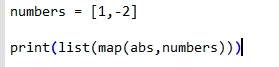 numbers = [1,-2]
print(list(map(abs,numbers)))